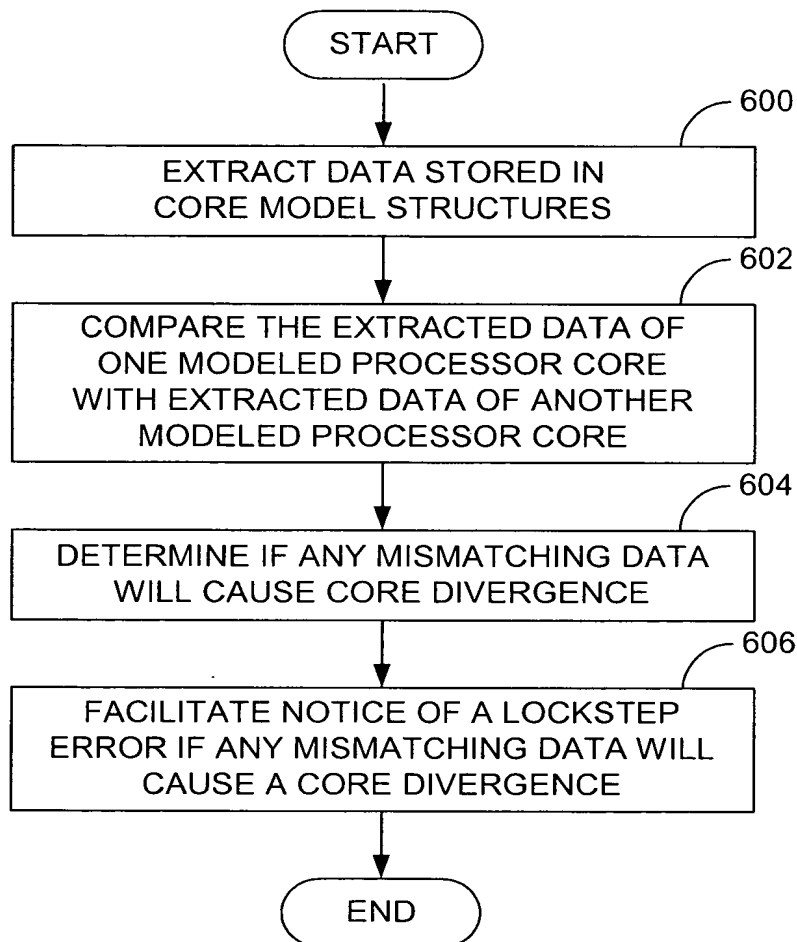 START
600
EXTRACT DATA STORED IN
CORE MODEL STRUCTURES
602
COMPARE THE EXTRACTED DATA OF
ONE MODELED PROCESSOR CORE
WITH EXTRACTED DATA OF ANOTHER
MODELED PROCESSOR CORE
604
DETERMINE IF ANY MISMATCHING DATA
WILL CAUSE CORE DIVERGENCE
606
FACILITATE NOTICE OF A LOCKSTEP
ERROR IF ANY MISMATCHING DATA WILL
CAUSE A CORE DIVERGENCE
END